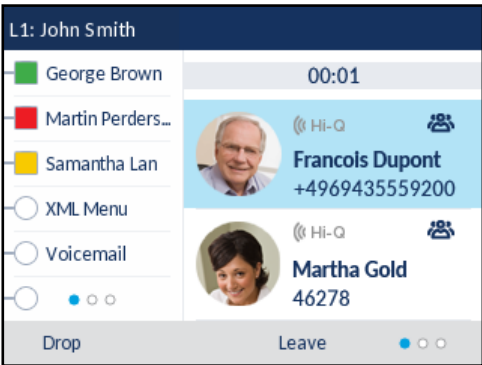 L1: John Smith
George Brown
Martin Perders...
Samantha Lan
XML Menu
Voicemail
00:01
Hi-Q
Francois Dupont
+4969435559200
Hi-Q
Martha Gold
46278
Drop
Leave